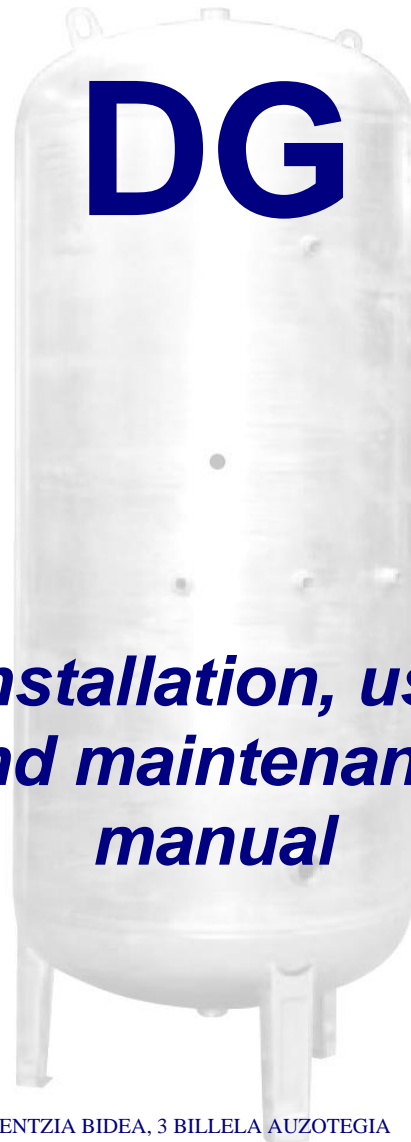 DG
nstallation, us
nd maintenan
manual
ENTZIA BIDEA, 3 BILLELA AUZOTEGIA